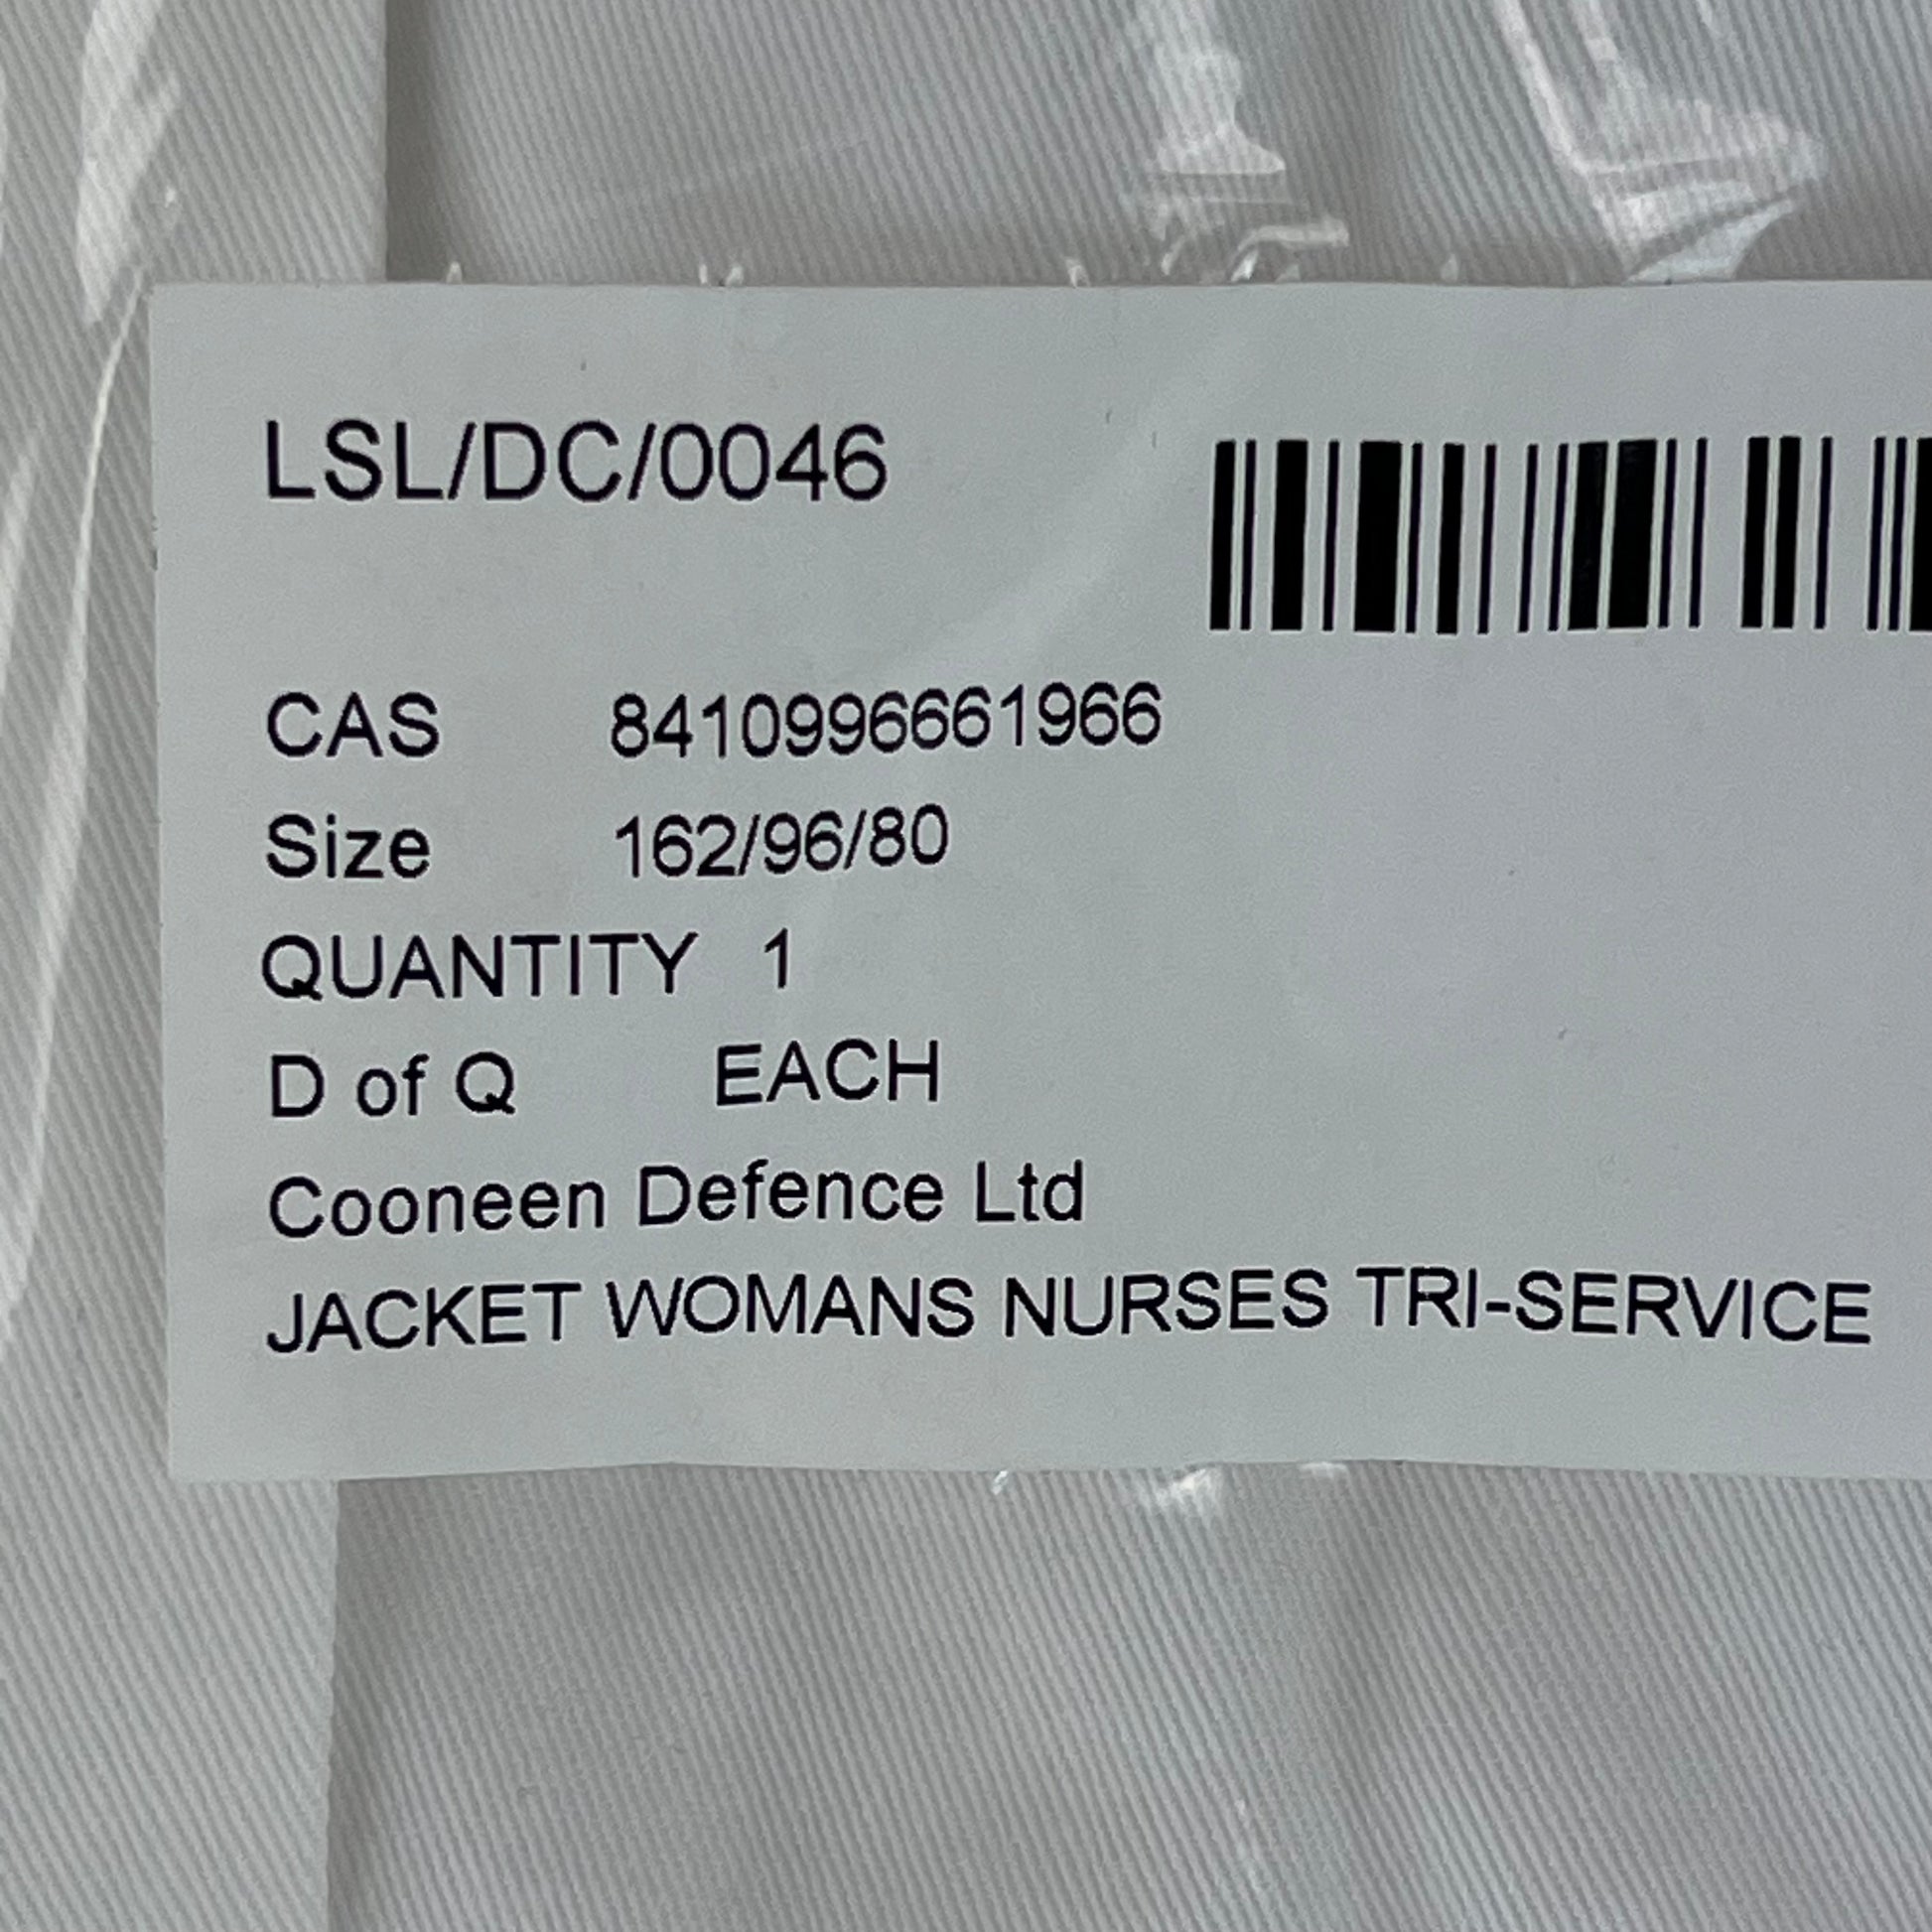 LSL/DC/0046
CAS 8410996661966
Size 162/96/80
QUANTITY 1
D of Q EACH
Cooneen Defence Ltd
JACKET WOMANS NURSES TRI-SERVICE